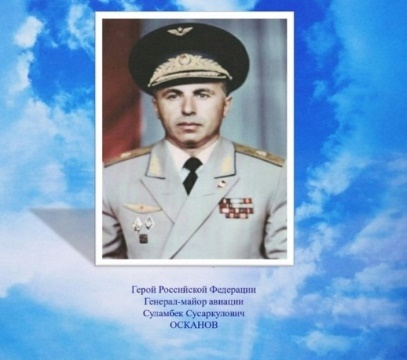 Герой Российской Федерации
Генерал-майор авиации
Суламбек Сусаркулович
ОСКАНОВ